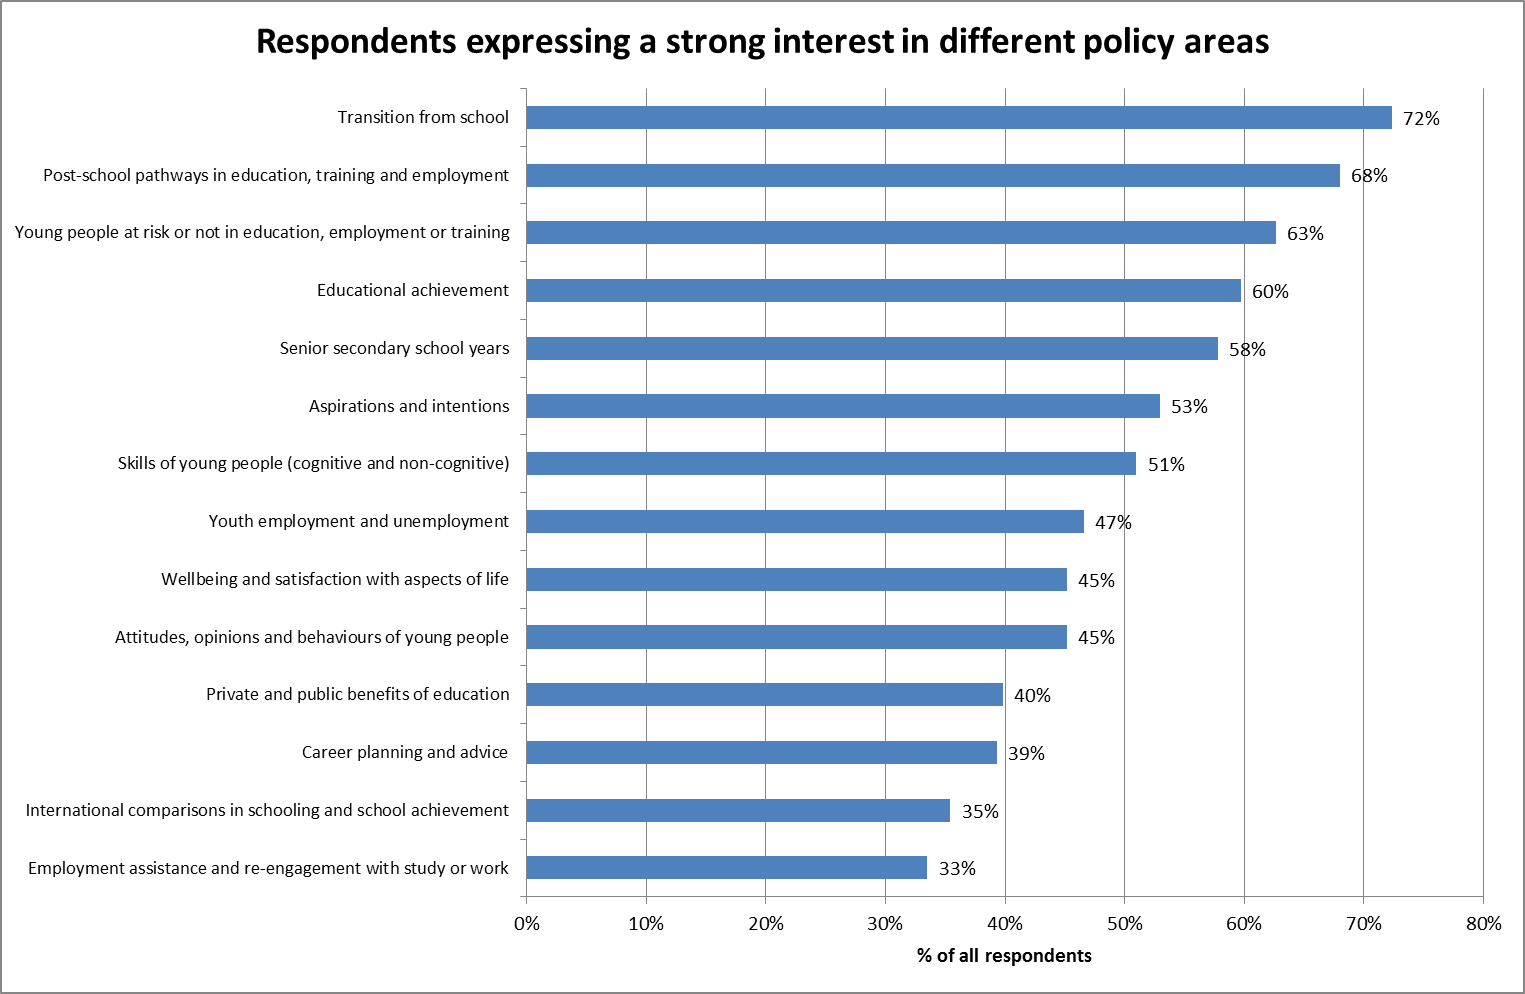 Respondents expressing a strong interest in different policy areas
Transition from school
72%
Post-school pathways in education, training and employment
68%
Young people at risk or not in education, employment or training
63%
Educational achievement
60%
Senior secondary school years
58%
Aspirations and intentions
53%
Skills of young people (cognitive and non-cognitive)
51%
Youth employment and unemployment
47%
Wellbeing and satisfaction with aspects of life
45%
Attitudes, opinions and behaviours of young people
45%
Private and public benefits of education
40%
Career planning and advice
39%
International comparisons in schooling and school achievement
35%
Employment assistance and re-engagement with study or work
33%
0% 10% 20% 30% 40% 50% 60% 70% 80%
% of all respondents